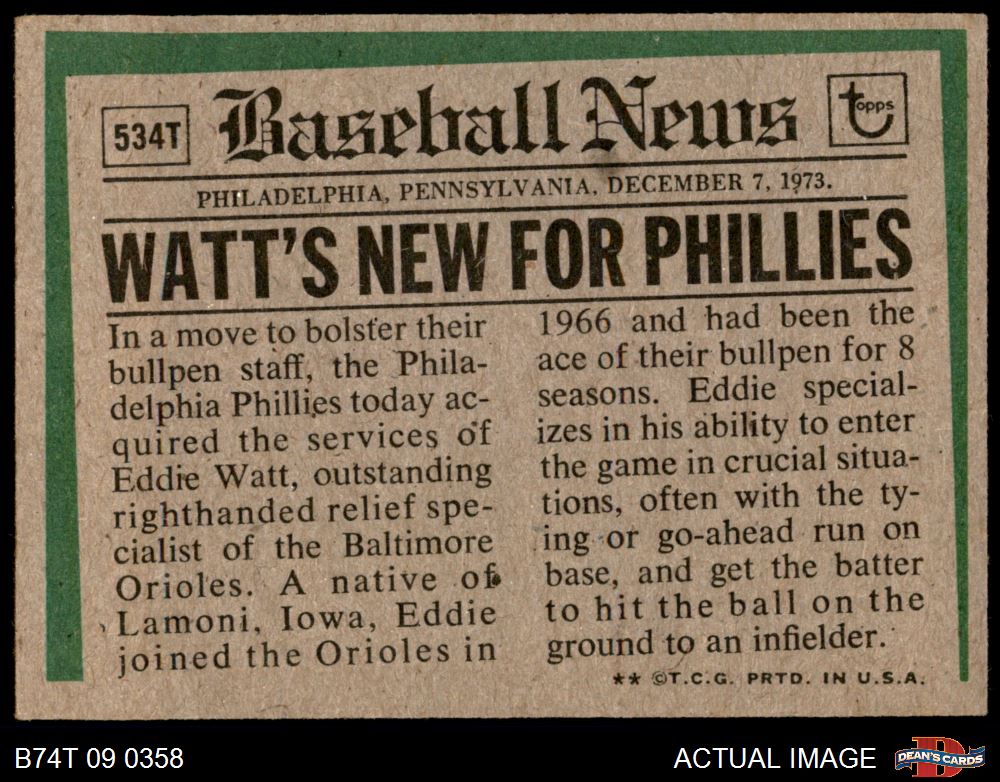 534T
Baseball News
Topps
PHILADELPHIA, PENNSYLVANIA, DECEMBER 7, 1973.
WATT'S NEW FOR PHILLIES
In a move to bolster their
bullpen staff, the Phila-
delphia Phillies today ac-
quired the services of
Eddie Watt, outstanding
righthanded relief spe-
cialist of the Baltimore
Orioles. A native of
Lamoni, Iowa, Eddie
joined the Orioles in
1966 and had been the
ace of their bullpen for 8
seasons. Eddie special-
izes in his ability to enter
the game in crucial situa-
tions, often with the ty-
ing or go-ahead run on
base, and get the batter
to hit the ball on the
ground to an infielder.
** ©T.C.G. PRTD. IN U.S.A.
B74T 09 0358
ACTUAL IMAGE
DEAN'S CARDS